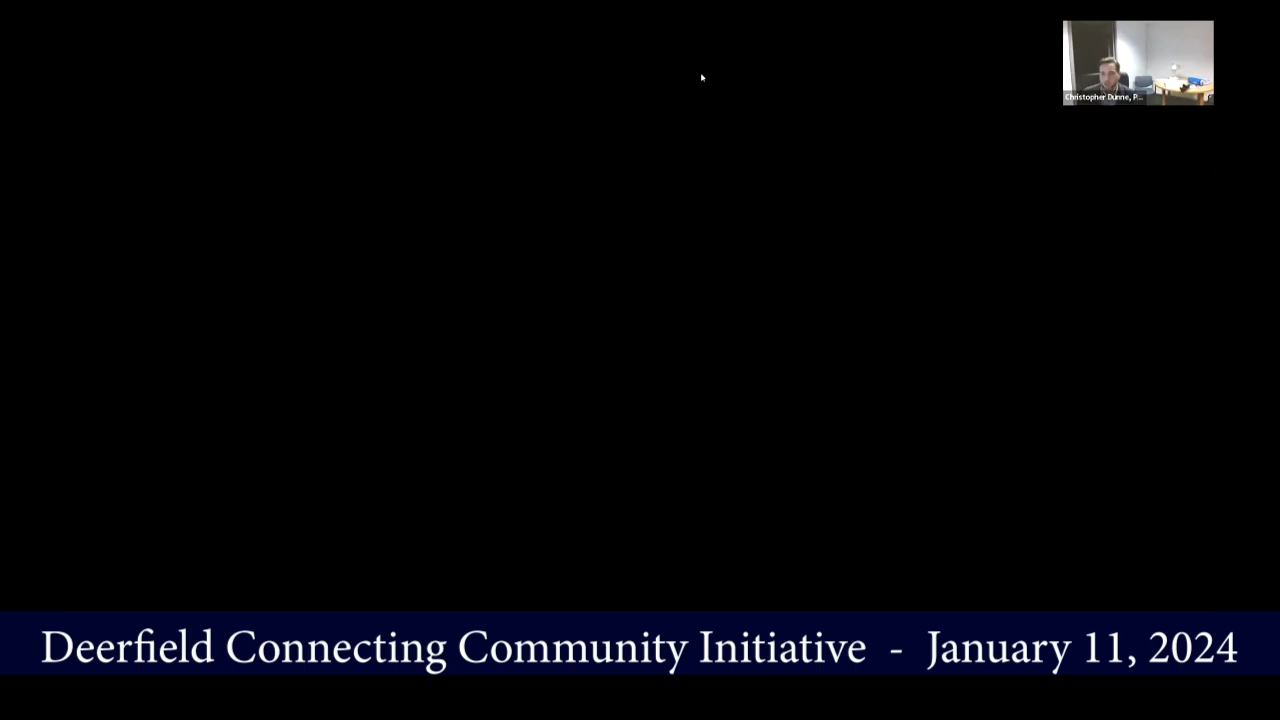 Christopher Dunne, P...
Deerfield Connecting Community Initiative - January 11, 2024